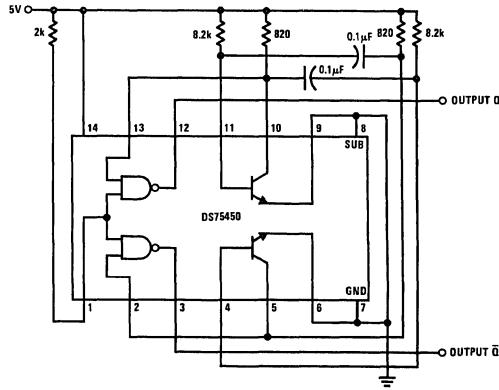 5V
2k
8.2k
820
0.1μF
820
8.2k
0.1μF
OUTPUT Q
14
13
12
11
10
9
8
SUB
DS75450
GND
1
2
3
4
5
6
7
OUTPUT Q̅